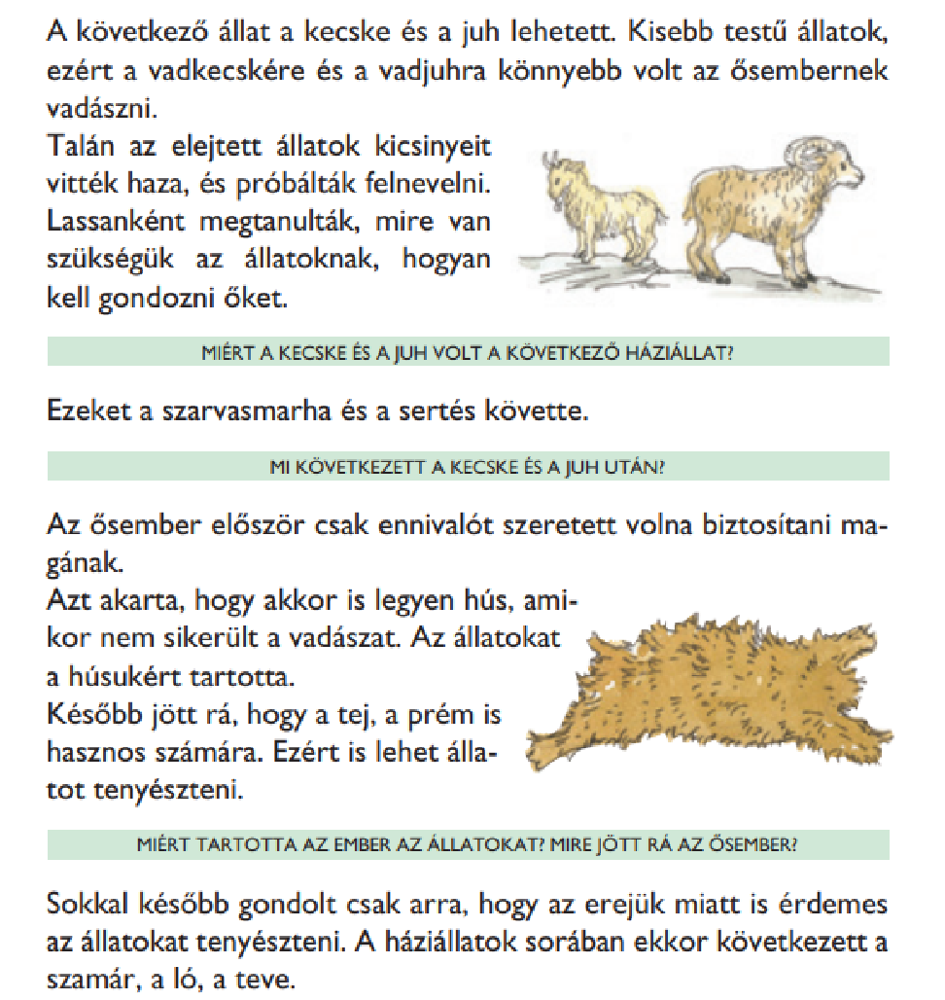 A következő állat a kecske és a juh lehetett. Kisebb testű állatok,
ezért a vadkecskére és a vadjuhra könnyebb volt az ősembernek
vadászni.
Talán az elejtett állatok kicsinyeit
vitték haza, és próbálták felnevelni.
Lassanként megtanulták, mire van
szükségük az állatoknak, hogyan
kell gondozni őket.
MIÉRT A KECSKE ÉS A JUH VOLT A KÖVETKEZŐ HÁZIÁLLAT?
Ezeket a szarvasmarha és a sertés követte.
MI KÖVETKEZETT A KECSKE ÉS A JUH UTÁN?
Az ősember először csak ennivalót szeretett volna biztosítani ma-
gának.
Azt akarta, hogy akkor is legyen hús, ami-
kor nem sikerült a vadászat. Az állatokat
a húsukért tartotta.
Később jött rá, hogy a tej, a prém is
hasznos számára. Ezért is lehet álla-
tot tenyészteni.
MIÉRT TARTOTTA AZ EMBER AZ ÁLLATOKAT? MIRE JÖTT RÁ AZ ŐSEMBER?
Sokkal később gondolt csak arra, hogy az erejük miatt is érdemes
az állatokat tenyészteni. A háziállatok sorában ekkor következett a
szamár, a ló, a teve.